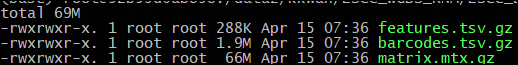 total 69M
-rwxrwxr-x. 1 root root 288K Apr 15 07:36 features.tsv.gz
-rwxrwxr-x. 1 root root 1.9M Apr 15 07:36 barcodes.tsv.gz
-rwxrwxr-x. 1 root root  66M Apr 15 07:36 matrix.mtx.gz